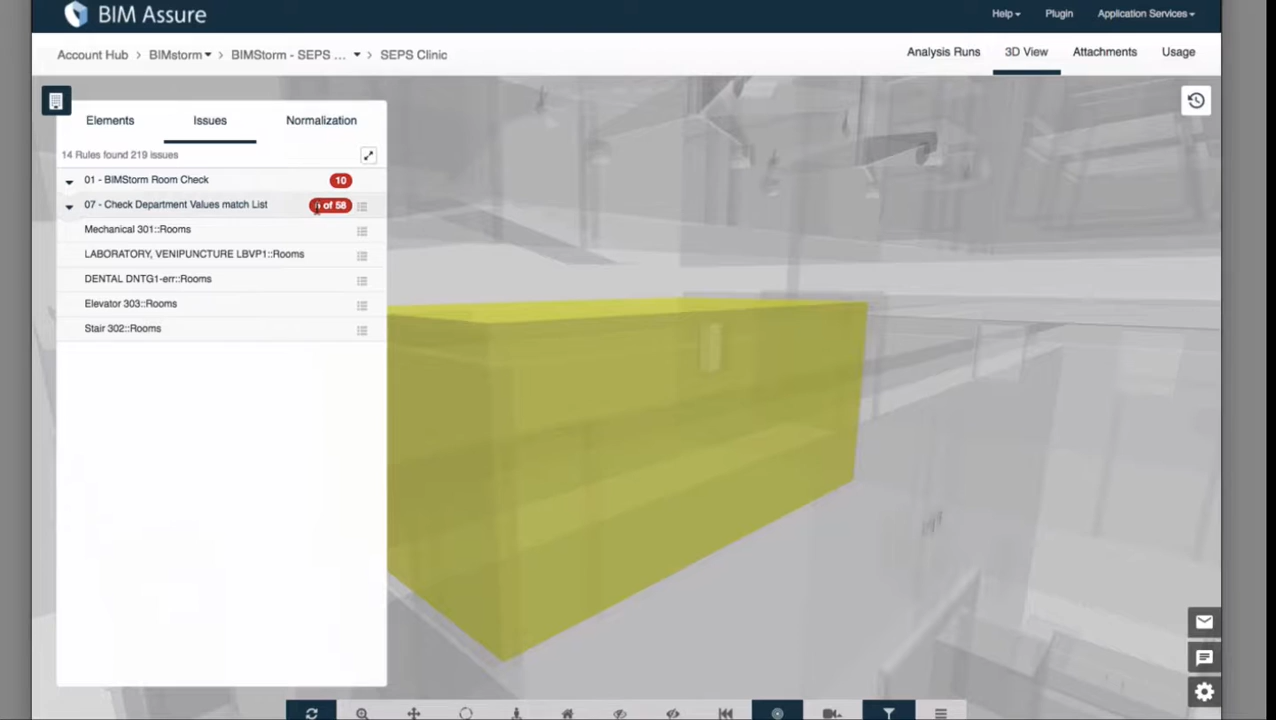 BIM Assure
Help
Plugin
Application Services
Account Hub > BIMstorm > BIMStorm - SEPS ... > SEPS Clinic
Analysis Runs
3D View
Attachments
Usage
Elements
Issues
Normalization
14 Rules found 219 issues
01 - BIMStorm Room Check
10
07 - Check Department Values match List
of 58
Mechanical 301::Rooms
LABORATORY, VENIPUNCTURE LBVP1::Rooms
DENTAL DNTG1-err::Rooms
Elevator 303::Rooms
Stair 302::Rooms